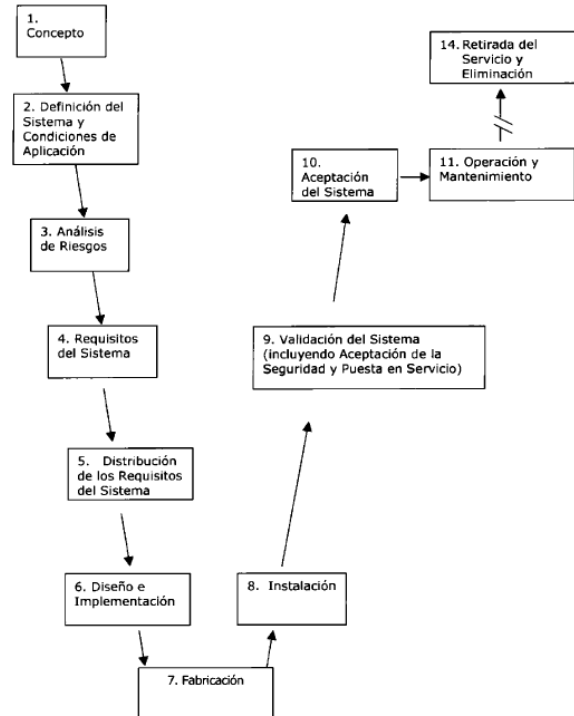 1.
Concepto
2. Definición del
Sistema y
Condiciones de
Aplicación
3. Análisis
de Riesgos
4. Requisitos
del Sistema
5. Distribución
de los Requisitos
del Sistema
6. Diseño e
Implementación
7. Fabricación
8. Instalación
9. Validación del Sistema
(incluyendo Aceptación de la
Seguridad y Puesta en Servicio)
10.
Aceptación
del Sistema
11. Operación y
Mantenimiento
14. Retirada del
Servicio y
Eliminación